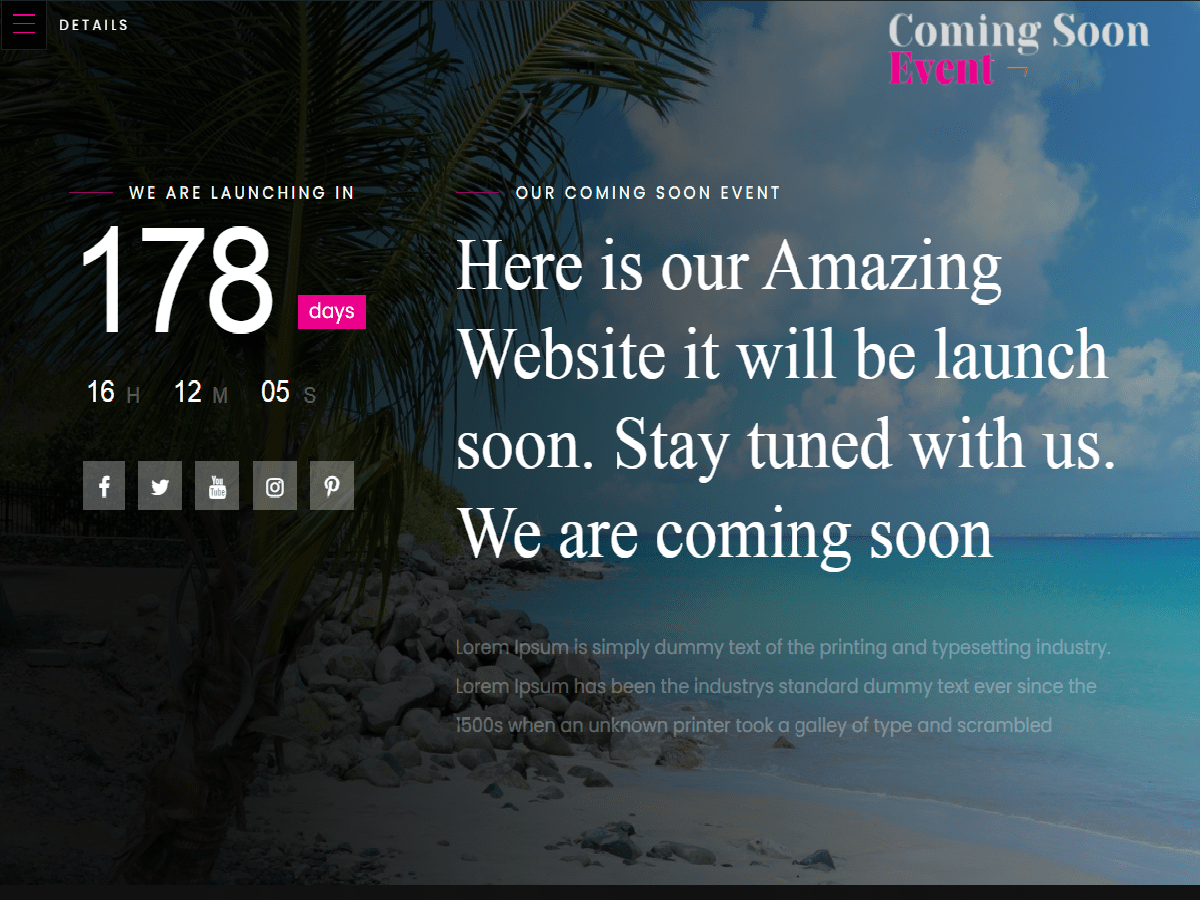 DETAILS
Coming Soon
Event
WE ARE LAUNCHING IN
178 days
16 H 12 M 05 S
You
Tube
OUR COMING SOON EVENT
Here is our Amazing
Website it will be launch
soon. Stay tuned with us.
We are coming soon
Lorem Ipsum is simply dummy text of the printing and typesetting industry.
Lorem Ipsum has been the industrys standard dummy text ever since the
1500s when an unknown printer took a galley of type and scrambled